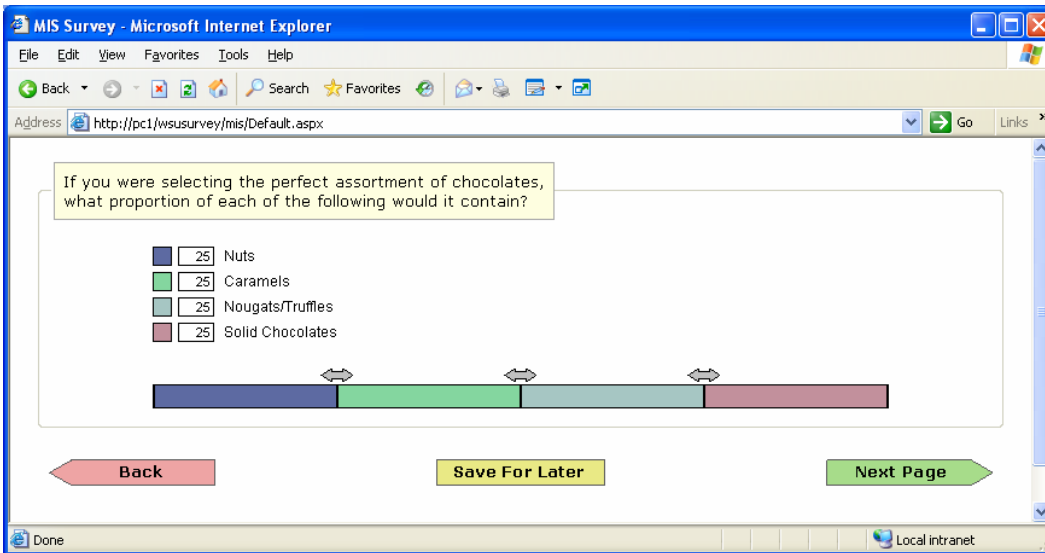 MIS Survey - Microsoft Internet Explorer
File Edit View Favorites Tools Help
Back Search Favorites
Address http://pc1/wsusurvey/mis/Default.aspx Go Links »
If you were selecting the perfect assortment of chocolates,
what proportion of each of the following would it contain?
25 Nuts
25 Caramels
25 Nougats/Truffles
25 Solid Chocolates
Back Save For Later Next Page
Done Local intranet